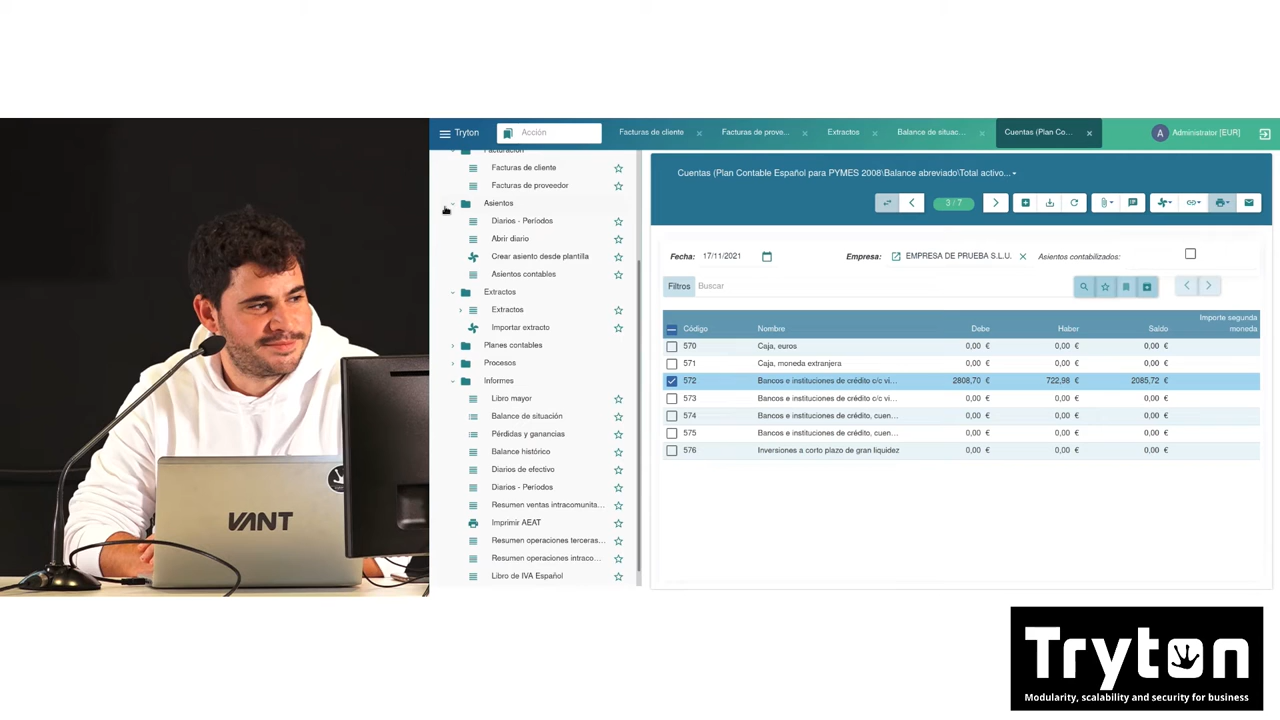 Tryton
Acción
Facturas de cliente
Facturas de prove...
Extractos
Balance de situac...
Cuentas (Plan Co...
A
Administrator [EUR]
Facturación
Facturas de cliente
Facturas de proveedor
Asientos
Diarios - Períodos
Abrir diario
Crear asiento desde plantilla
Asientos contables
Extractos
Extractos
Importar extracto
Planes contables
Procesos
Informes
Libro mayor
Balance de situación
Pérdidas y ganancias
Balance histórico
Diarios de efectivo
Diarios - Períodos
Resumen ventas intracomunita...
Imprimir AEAT
Resumen operaciones terceras...
Resumen operaciones intraco...
Libro de IVA Español
Cuentas (Plan Contable Español para PYMES 2008\Balance abreviado\Total activo...
3 / 7
Fecha: 17/11/2021 Empresa: EMPRESA DE PRUEBA S.L.U. Asientos contabilizados:
Filtros Buscar
Código Nombre Debe Haber Saldo Importe segunda moneda
570 Caja, euros 0,00 € 0,00 € 0,00 €
571 Caja, moneda extranjera 0,00 € 0,00 € 0,00 €
572 Bancos e instituciones de crédito c/c vi... 2808,70 € 722,98 € 2085,72 €
573 Bancos e instituciones de crédito c/c vi... 0,00 € 0,00 € 0,00 €
574 Bancos e instituciones de crédito, cuen... 0,00 € 0,00 € 0,00 €
575 Bancos e instituciones de crédito, cuen... 0,00 € 0,00 € 0,00 €
576 Inversiones a corto plazo de gran liquidez 0,00 € 0,00 € 0,00 €
VANT
Tryton
Modularity, scalability and security for business